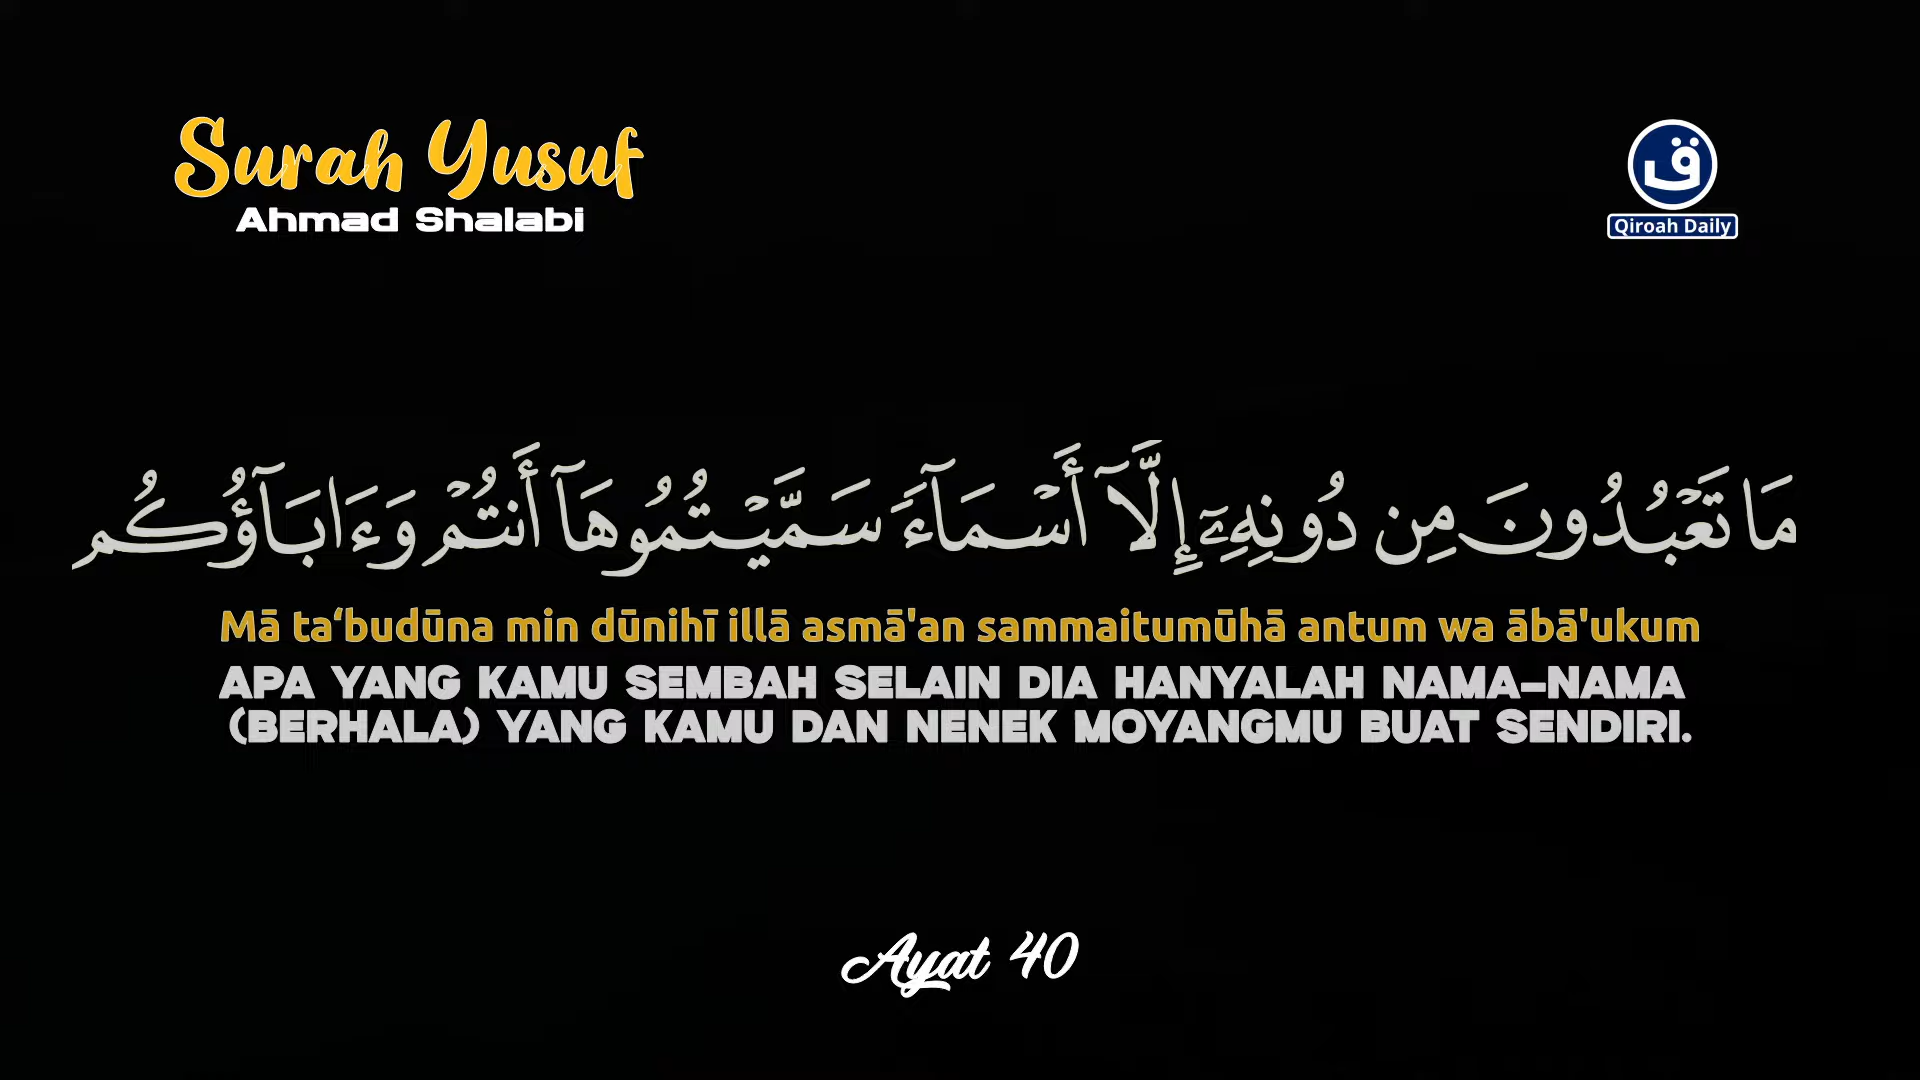 Surah Yusuf
Ahmad Shalabi
ق
Qiroah Daily
مَا تَعْبُدُونَ مِن دُونِهِۦٓ إِلَّآ أَسْمَآءً سَمَّيْتُمُوهَآ أَنتُمْ وَءَابَآؤُكُم
Mā ta‘budūna min dūnihī illā asmā'an sammaitumūhā antum wa ābā'ukum
APA YANG KAMU SEMBAH SELAIN DIA HANYALAH NAMA-NAMA
(BERHALA) YANG KAMU DAN NENEK MOYANGMU BUAT SENDIRI.
Ayat 40